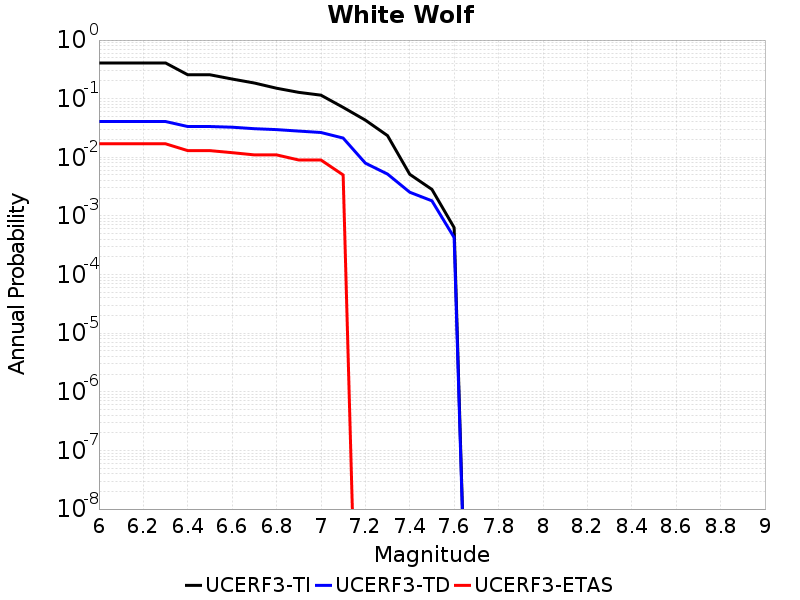 White Wolf
Annual Probability
10^0
10^-1
10^-2
10^-3
10^-4
10^-5
10^-6
10^-7
10^-8
6 6.2 6.4 6.6 6.8 7 7.2 7.4 7.6 7.8 8 8.2 8.4 8.6 8.8 9
Magnitude
UCERF3-TI UCERF3-TD UCERF3-ETAS